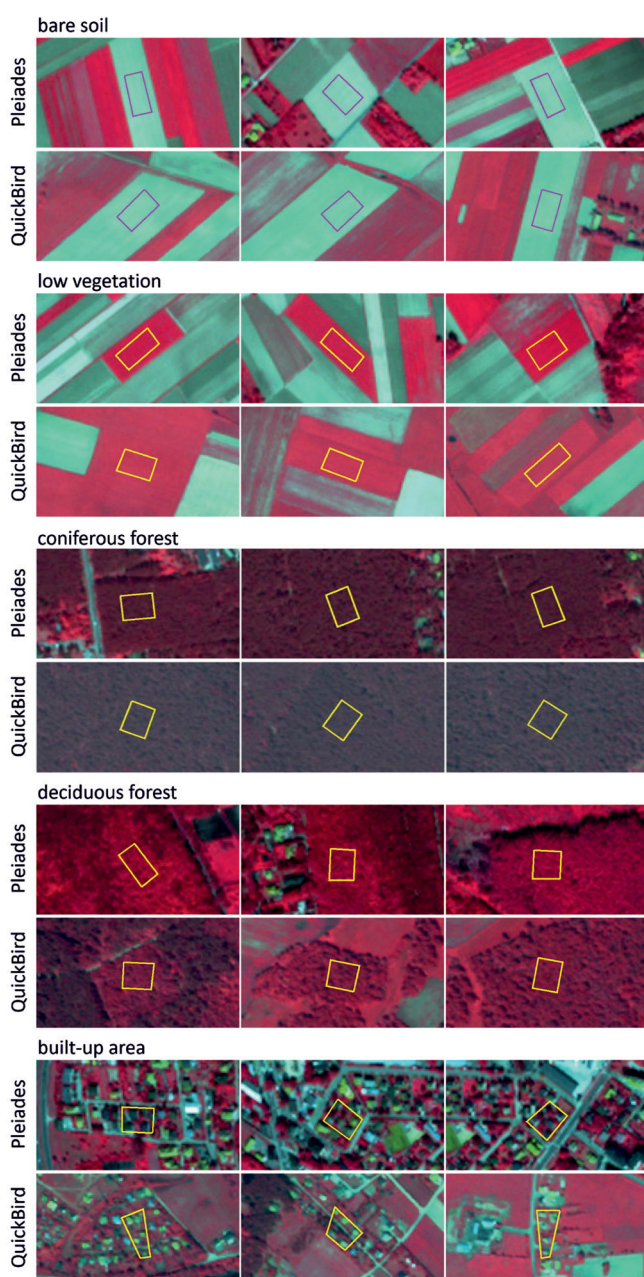 bare soil
Pleiades
QuickBird
low vegetation
Pleiades
QuickBird
coniferous forest
Pleiades
QuickBird
deciduous forest
Pleiades
QuickBird
built-up area
Pleiades
QuickBird